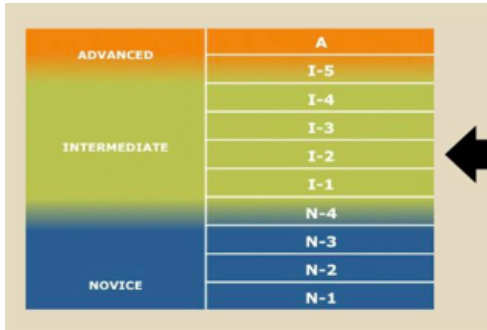 ADVANCED
A
I-5
I-4
I-3
INTERMEDIATE
I-2
I-1
N-4
N-3
N-2
NOVICE
N-1